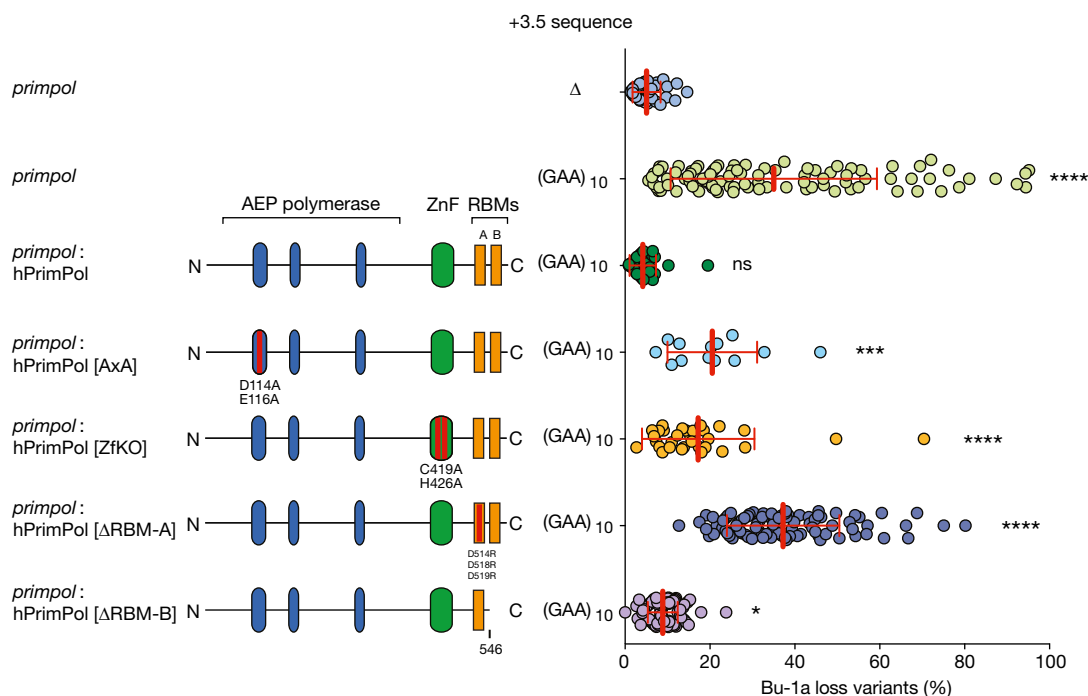 +3.5 sequence
primpol Δ
primpol (GAA) 10 ****
AEP polymerase ZnF RBMs
A B
primpol :
hPrimPol N C (GAA) 10 ns
primpol :
hPrimPol [AxA] N C (GAA) 10 ***
D114A
E116A
primpol :
hPrimPol [ZfKO] N C (GAA) 10 ****
C419A
H426A
primpol :
hPrimPol [ΔRBM-A] N C (GAA) 10 ****
D514R
D518R
D519R
primpol :
hPrimPol [ΔRBM-B] N C (GAA) 10 *
546
0 20 40 60 80 100
Bu-1a loss variants (%)